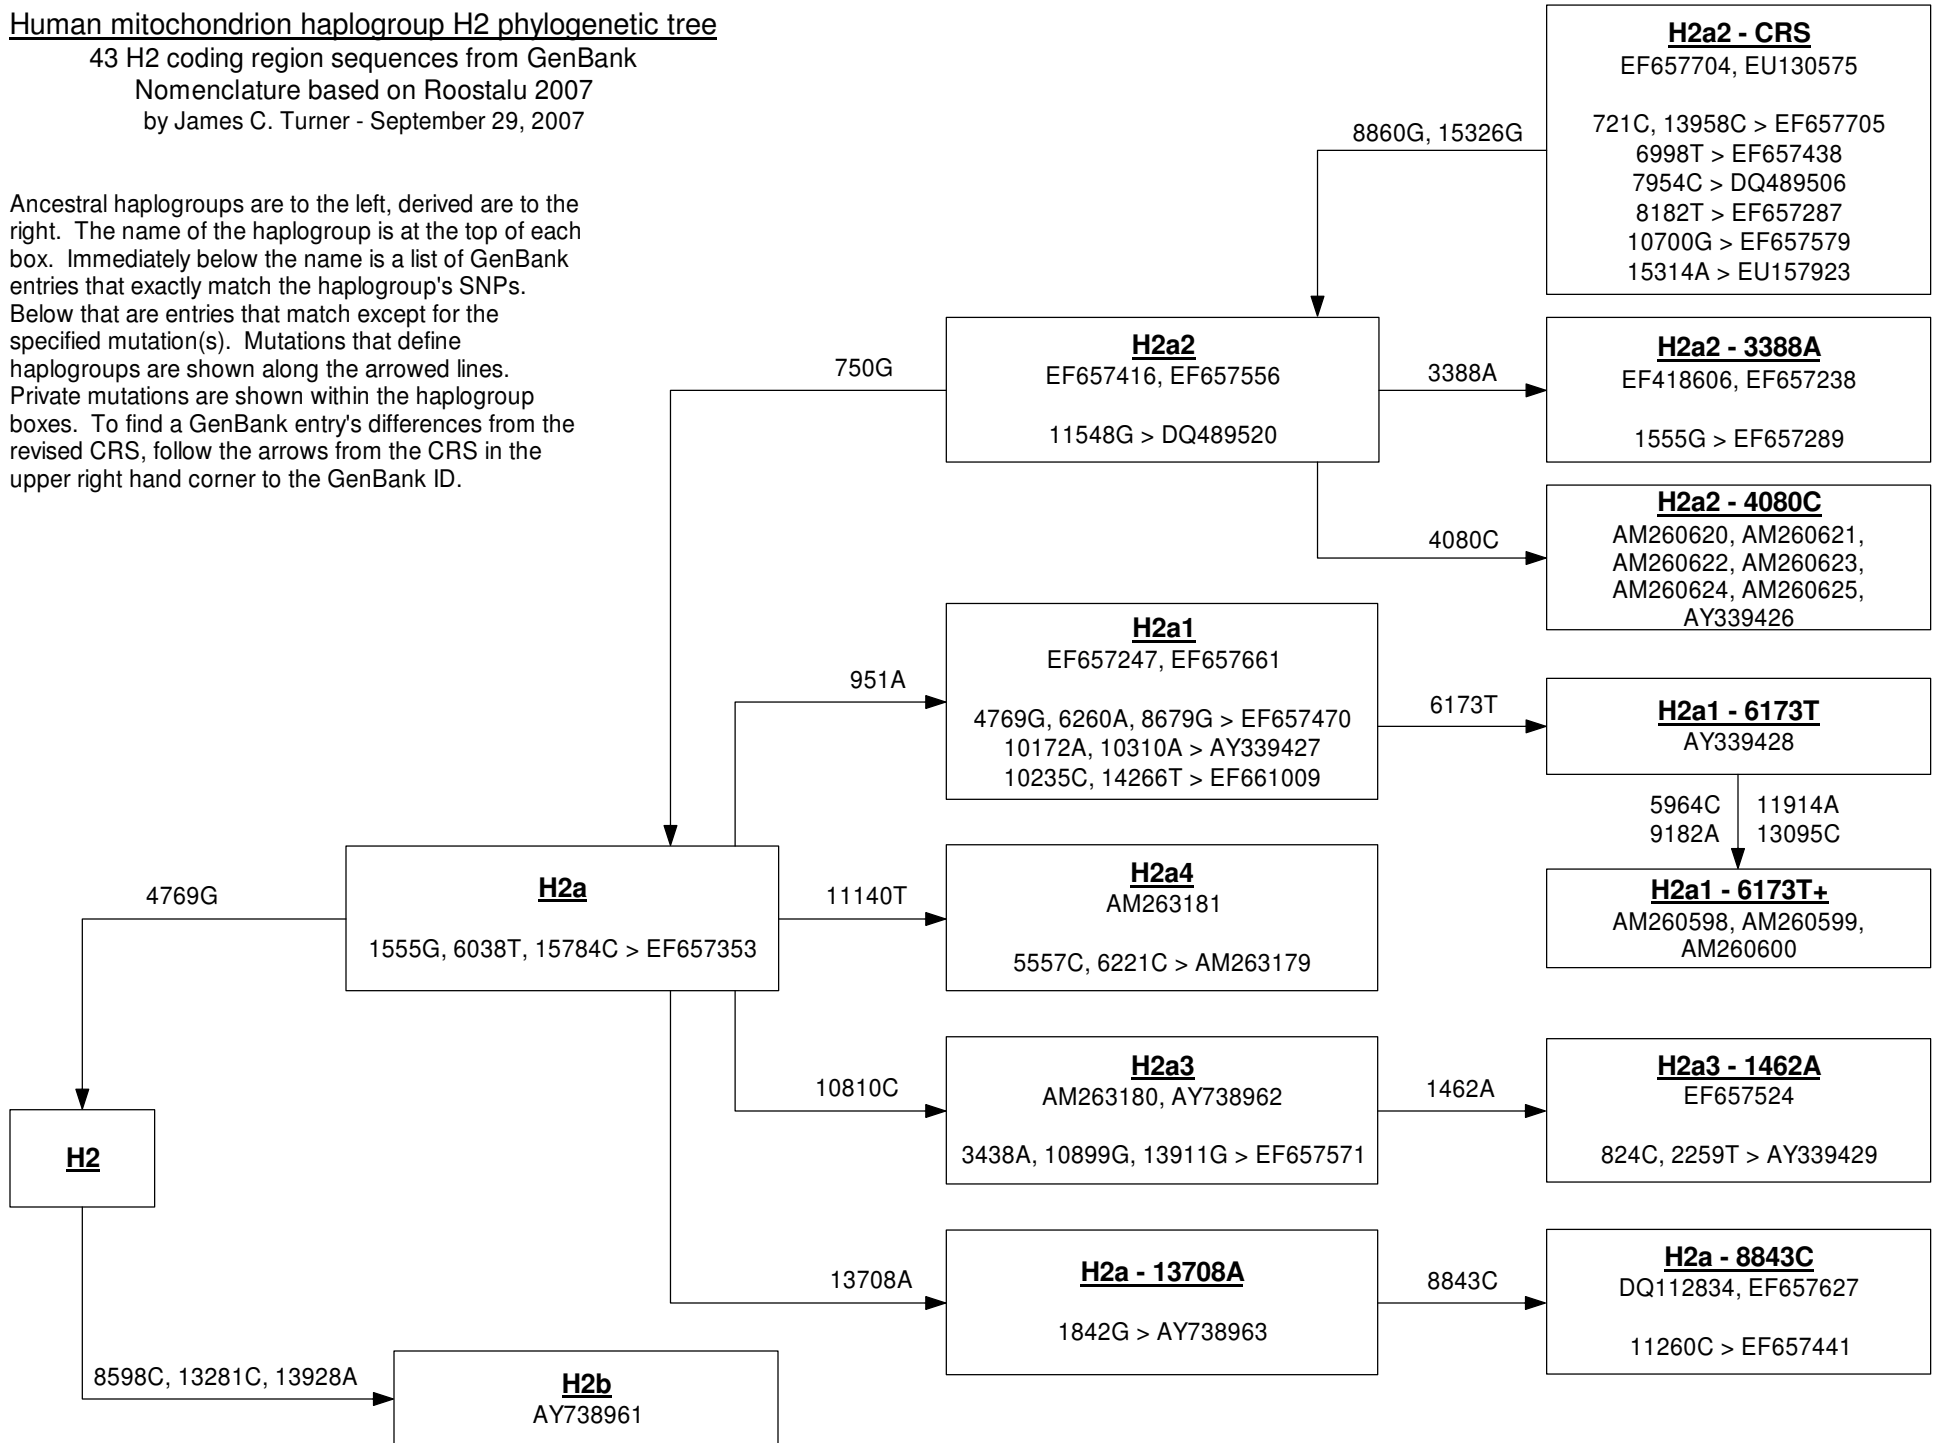 Human mitochondrion haplogroup H2 phylogenetic tree
43 H2 coding region sequences from GenBank
Nomenclature based on Roostalu 2007
by James C. Turner - September 29, 2007
Ancestral haplogroups are to the left, derived are to the
right. The name of the haplogroup is at the top of each
box. Immediately below the name is a list of GenBank
entries that exactly match the haplogroup's SNPs.
Below that are entries that match except for the
specified mutation(s). Mutations that define
haplogroups are shown along the arrowed lines.
Private mutations are shown within the haplogroup
boxes. To find a GenBank entry's differences from the
revised CRS, follow the arrows from the CRS in the
upper right hand corner to the GenBank ID.
H2a2 - CRS
EF657704, EU130575
721C, 13958C > EF657705
6998T > EF657438
7954C > DQ489506
8182T > EF657287
10700G > EF657579
15314A > EU157923
8860G, 15326G
H2a2
EF657416, EF657556
11548G > DQ489520
750G
3388A
H2a2 - 3388A
EF418606, EF657238
1555G > EF657289
4080C
H2a2 - 4080C
AM260620, AM260621,
AM260622, AM260623,
AM260624, AM260625,
AY339426
951A
H2a1
EF657247, EF657661
4769G, 6260A, 8679G > EF657470
10172A, 10310A > AY339427
10235C, 14266T > EF661009
6173T
H2a1 - 6173T
AY339428
5964C 11914A
9182A 13095C
H2a1 - 6173T+
AM260598, AM260599,
AM260600
4769G
H2a
1555G, 6038T, 15784C > EF657353
11140T
H2a4
AM263181
5557C, 6221C > AM263179
10810C
H2a3
AM263180, AY738962
3438A, 10899G, 13911G > EF657571
1462A
H2a3 - 1462A
EF657524
824C, 2259T > AY339429
H2
13708A
H2a - 13708A
1842G > AY738963
8843C
H2a - 8843C
DQ112834, EF657627
11260C > EF657441
8598C, 13281C, 13928A
H2b
AY738961